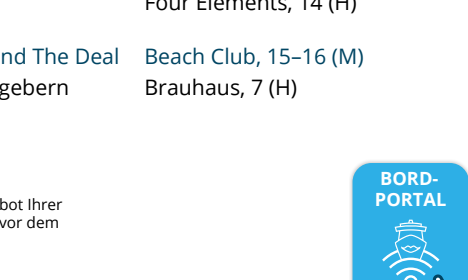 Four Elements, 14 (H)
nd The Deal Beach Club, 15–16 (M)
gebern Brauhaus, 7 (H)
bot Ihrer
vor dem
BORD-
PORTAL